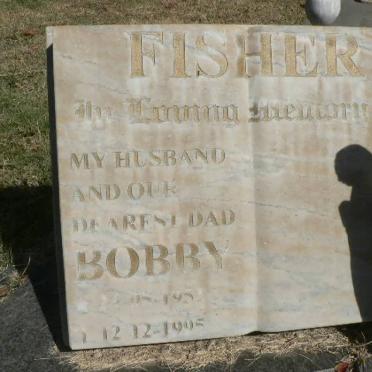 FISHER
In Loving Memory
MY HUSBAND
AND OUR
DEAREST DAD
BOBBY
12-12-1995